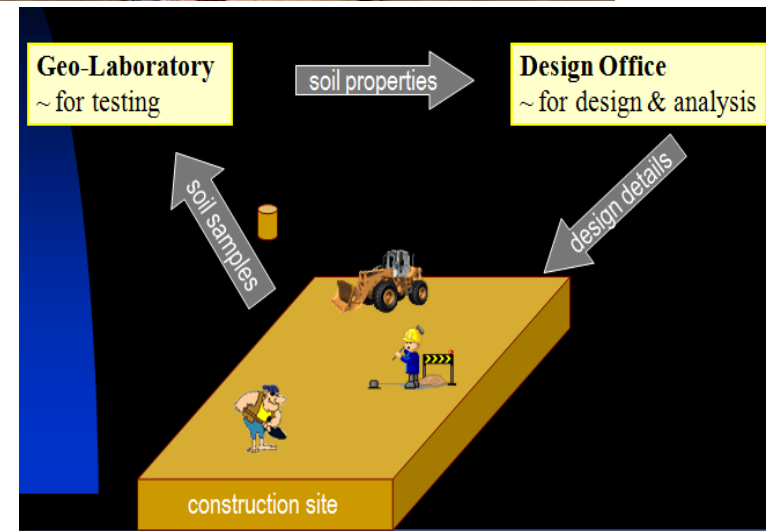 Geo-Laboratory
~ for testing
soil properties
Design Office
~ for design & analysis
soil samples
design details
construction site